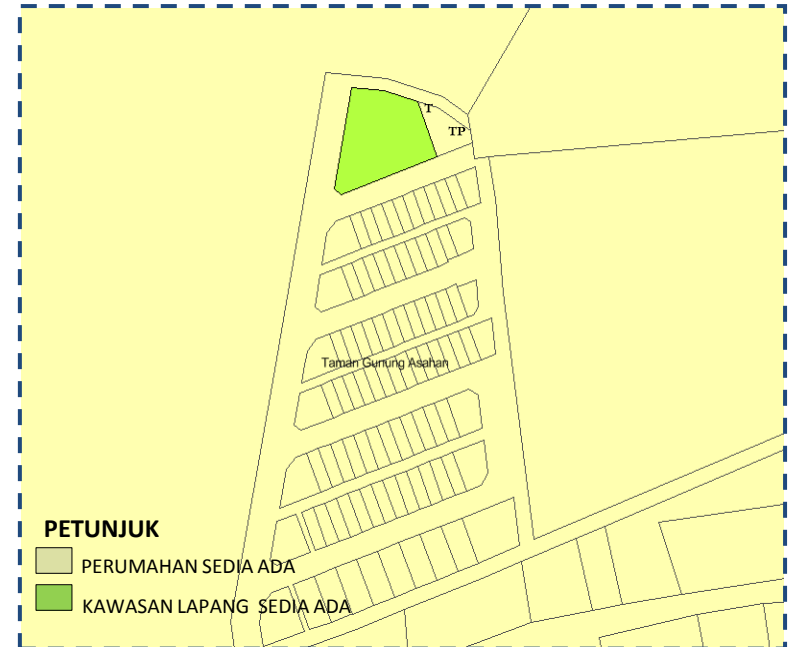 T
TP
Taman Gunung Asahan
PETUNJUK
PERUMAHAN SEDIA ADA
KAWASAN LAPANG SEDIA ADA